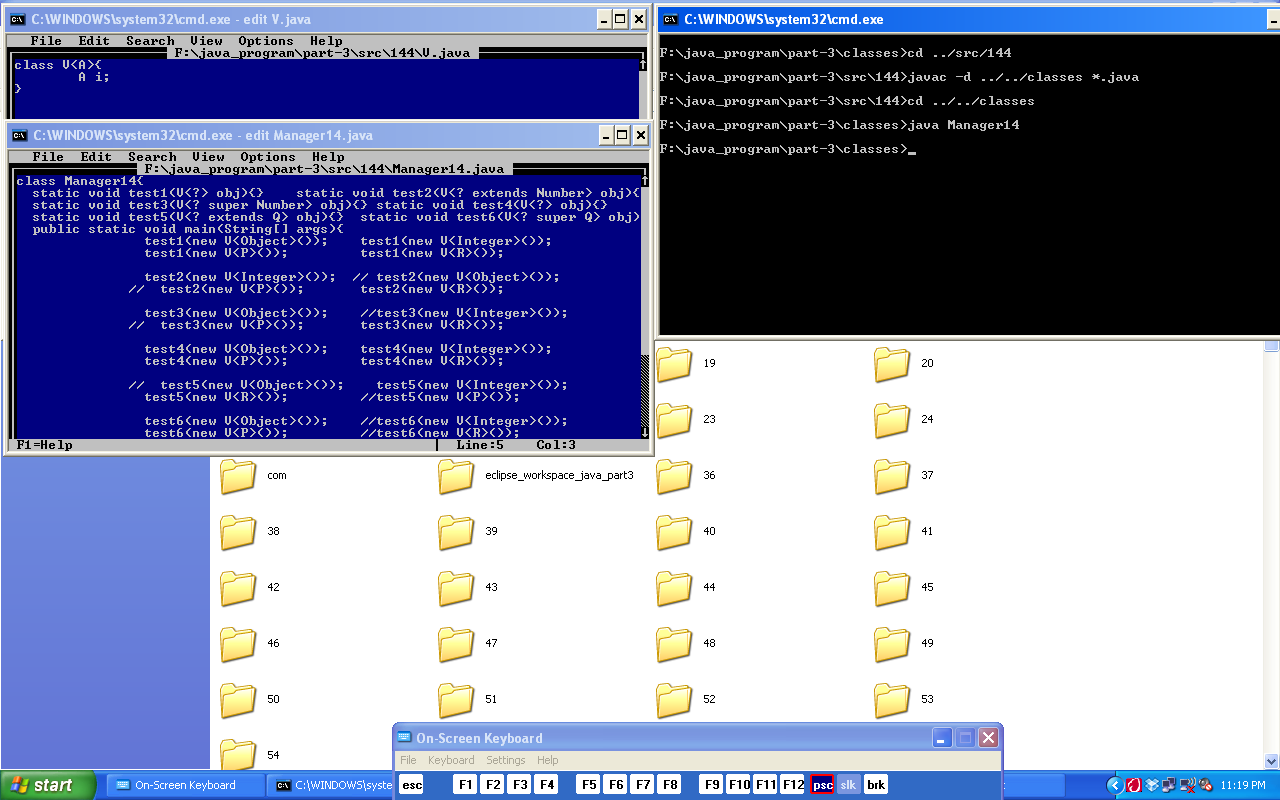 C:\WINDOWS\system32\cmd.exe - edit V.java
File Edit Search View Options Help
F:\java_program\part-3\src\144\V.java
class V<A>{
A i;
}
C:\WINDOWS\system32\cmd.exe
F:\java_program\part-3\classes>cd ../src/144
F:\java_program\part-3\src\144>javac -d ../../classes *.java
F:\java_program\part-3\src\144>cd ../../classes
F:\java_program\part-3\classes>java Manager14
F:\java_program\part-3\classes>_
C:\WINDOWS\system32\cmd.exe - edit Manager14.java
File Edit Search View Options Help
F:\java_program\part-3\src\144\Manager14.java
class Manager14{
static void test1(V<?> obj){} static void test2(V<? extends Number> obj){
static void test3(V<? super Number> obj){} static void test4(V<?> obj){}
static void test5(V<? extends Q> obj){} static void test6(V<? super Q> obj)
public static void main(String[] args){
test1(new V<Object>()); test1(new V<Integer>());
test1(new V<P>()); test1(new V<R>());
test2(new V<Integer>()); // test2(new V<Object>());
// test2(new V<P>()); test2(new V<R>());
test3(new V<Object>()); //test3(new V<Integer>());
// test3(new V<P>()); test3(new V<R>());
test4(new V<Object>()); test4(new V<Integer>());
test4(new V<P>()); test4(new V<R>());
// test5(new V<Object>()); test5(new V<Integer>());
test5(new V<R>()); //test5(new V<P>());
test6(new V<Object>()); //test6(new V<Integer>());
test6(new V<P>()); //test6(new V<R>());
F1=Help Line:5 Col:3
19 20
23 24
com eclipse_workspace_java_part3 36 37
38 39 40 41
42 43 44 45
46 47 48 49
50 51 52 53
54
On-Screen Keyboard
File Keyboard Settings Help
esc F1 F2 F3 F4 F5 F6 F7 F8 F9 F10 F11 F12 psc slk brk
start On-Screen Keyboard C:\WINDOWS\syste 11:19 PM